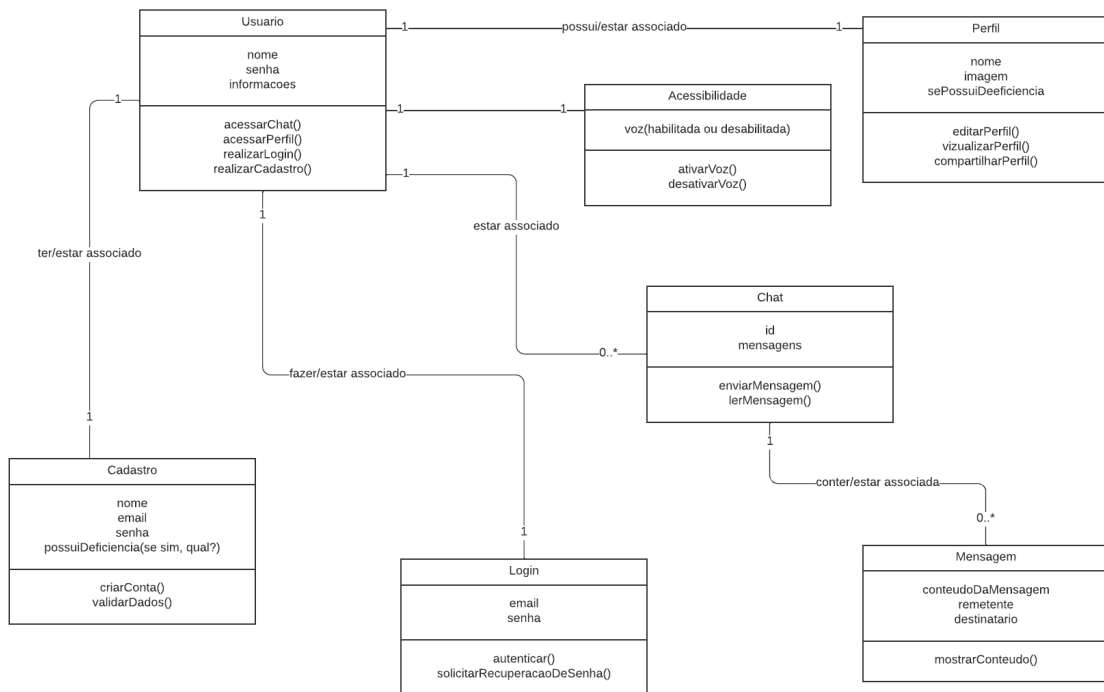 Usuario
nome
senha
informacoes
acessarChat()
acessarPerfil()
realizarLogin()
realizarCadastro()
1
possui/estar associado
1
Perfil
nome
imagem
sePossuiDeeficiencia
editarPerfil()
vizualizarPerfil()
compartilharPerfil()
1
1
Acessibilidade
voz(habilitada ou desabilitada)
ativarVoz()
desativarVoz()
1
estar associado
0..*
Chat
id
mensagens
enviarMensagem()
lerMensagem()
1
ter/estar associado
1
1
fazer/estar associado
1
1
conter/estar associada
0..*
Cadastro
nome
email
senha
possuiDeficiencia(se sim, qual?)
criarConta()
validarDados()
Login
email
senha
autenticar()
solicitarRecuperacaoDeSenha()
Mensagem
conteudoDaMensagem
remetente
destinatario
mostrarConteudo()